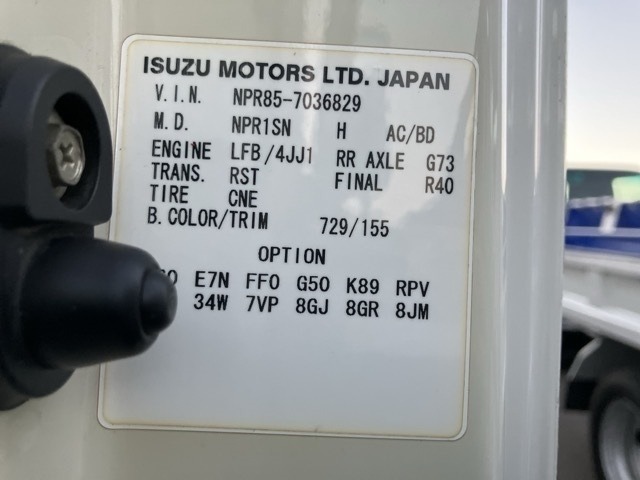 ISUZU MOTORS LTD. JAPAN
V.I.N. NPR85-7036829
M.D. NPR1SN H AC/BD
ENGINE LFB/4JJ1 RR AXLE G73
TRANS. RST FINAL R40
TIRE CNE
B.COLOR/TRIM 729/155
OPTION
E7N FF0 G50 K89 RPV
34W 7VP 8GJ 8GR 8JM